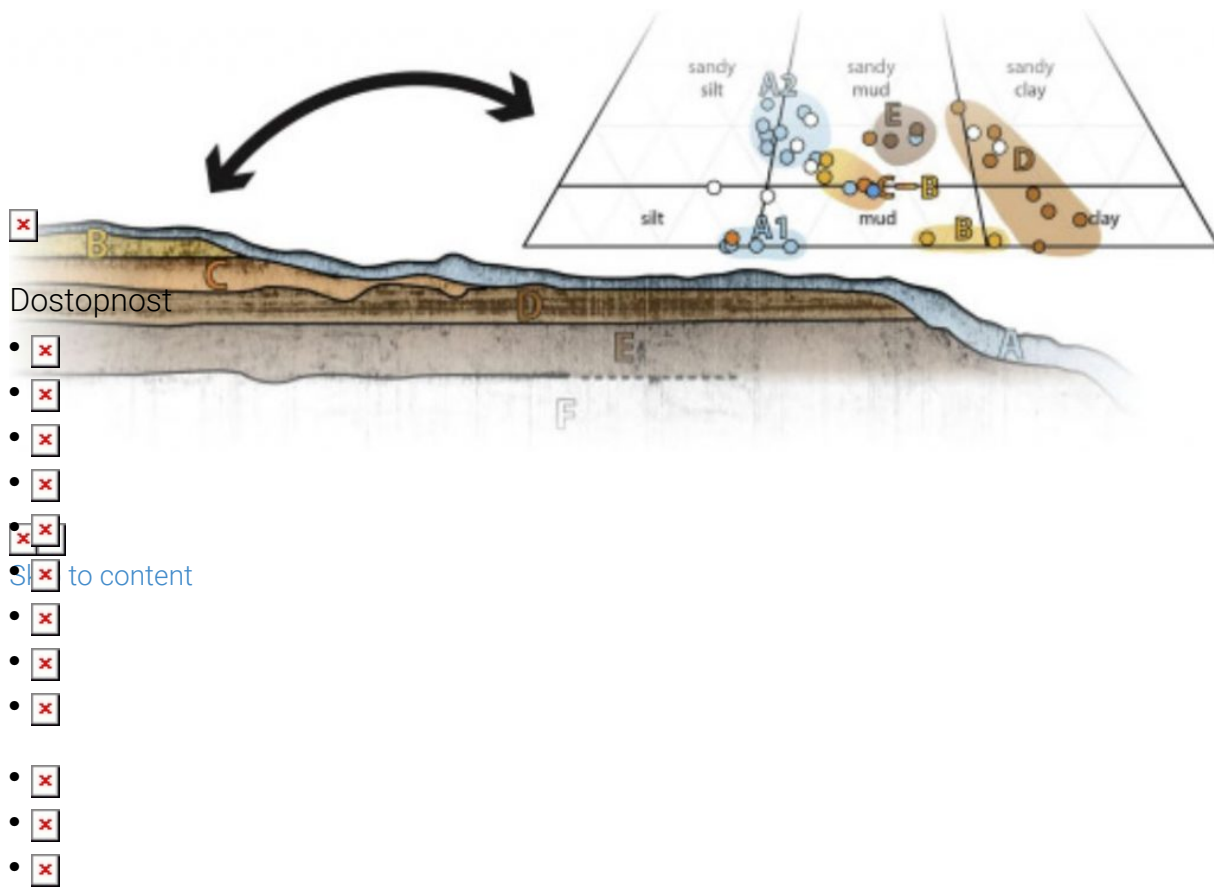 sandy silt
sandy mud
sandy clay
A2
E
D
C
B
silt
mud
clay
A1
B
B
C
D
E
A
F
Dostopnost
to content